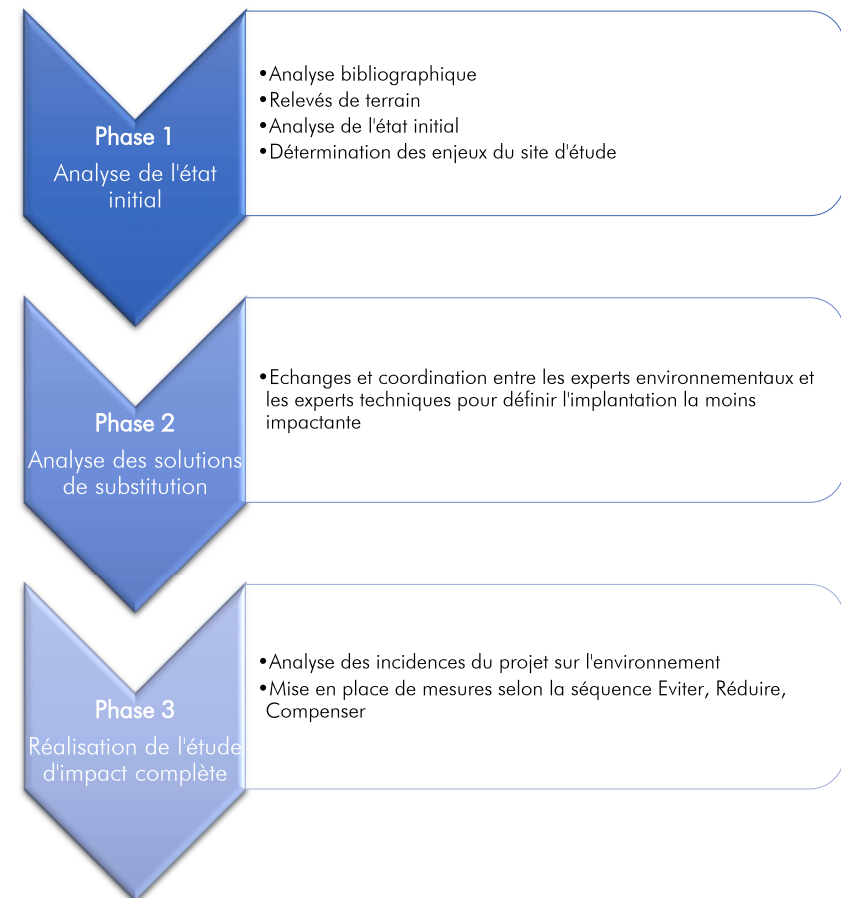 Phase 1
Analyse de l'état
initial
•Analyse bibliographique
•Relevés de terrain
•Analyse de l'état initial
•Détermination des enjeux du site d'étude
Phase 2
Analyse des solutions
de substitution
•Echanges et coordination entre les experts environnementaux et
les experts techniques pour définir l'implantation la moins
impactante
Phase 3
Réalisation de l'étude
d'impact complète
•Analyse des incidences du projet sur l'environnement
•Mise en place de mesures selon la séquence Eviter, Réduire,
Compenser